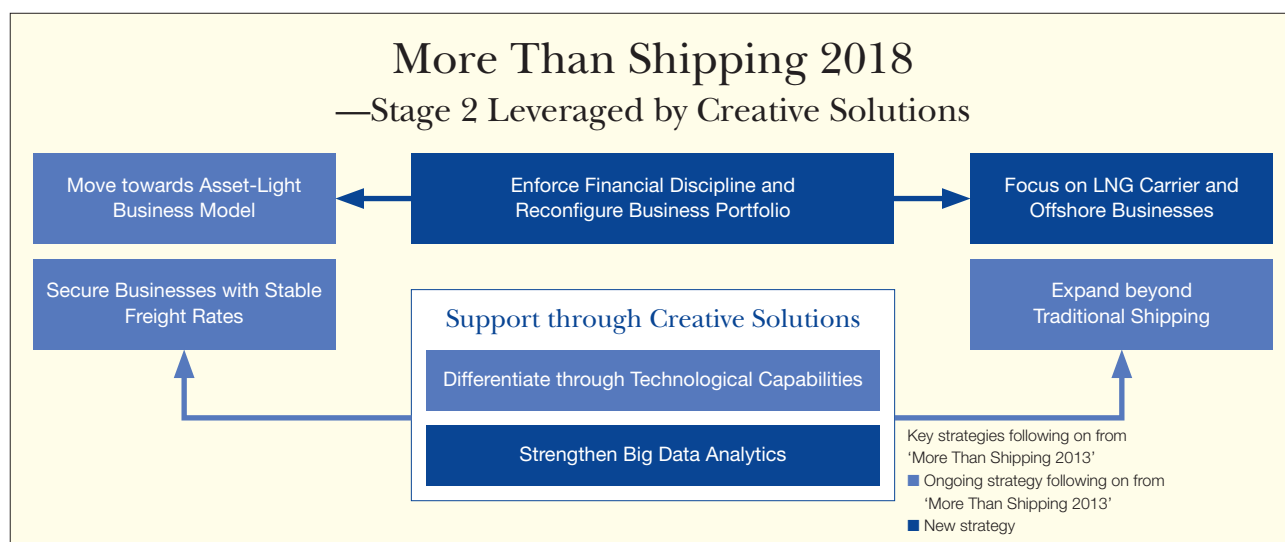 More Than Shipping 2018
—Stage 2 Leveraged by Creative Solutions
Move towards Asset-Light
Business Model
Enforce Financial Discipline and
Reconfigure Business Portfolio
Focus on LNG Carrier and
Offshore Businesses
Secure Businesses with Stable
Freight Rates
Support through Creative Solutions
Differentiate through Technological Capabilities
Strengthen Big Data Analytics
Expand beyond
Traditional Shipping
Key strategies following on from
‘More Than Shipping 2013’
Ongoing strategy following on from
‘More Than Shipping 2013’
New strategy